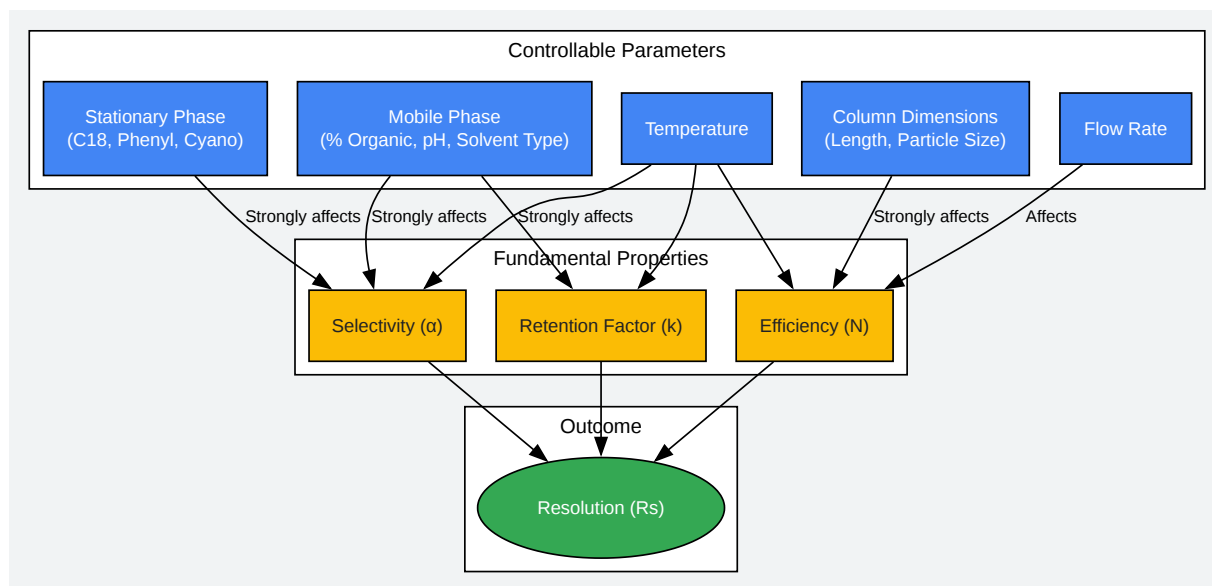 Controllable Parameters
Stationary Phase
(C18, Phenyl, Cyano)
Mobile Phase
(% Organic, pH, Solvent Type)
Temperature
Column Dimensions
(Length, Particle Size)
Flow Rate
Strongly affects
Strongly affects
Strongly affects
Strongly affects
Affects
Fundamental Properties
Selectivity (α)
Retention Factor (k)
Efficiency (N)
Outcome
Resolution (Rs)